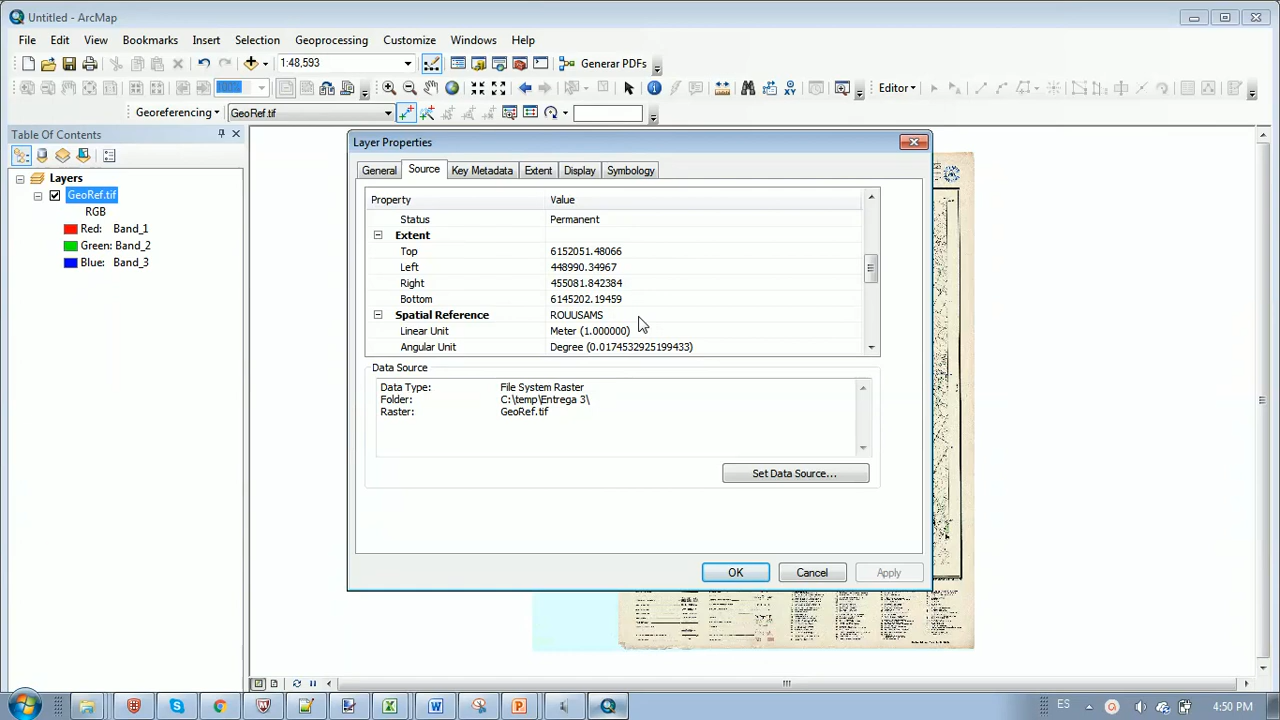 Untitled - ArcMap
File Edit View Bookmarks Insert Selection Geoprocessing Customize Windows Help
1:48,593
Generar PDFs
100%
Editor
Georeferencing
GeoRef.tif
Table Of Contents
Layers
GeoRef.tif
RGB
Red: Band_1
Green: Band_2
Blue: Band_3
Layer Properties
General Source Key Metadata Extent Display Symbology
Property Value
Status Permanent
Extent
Top 6152051.48066
Left 448990.34967
Right 455081.842384
Bottom 6145202.19459
Spatial Reference ROUUSAMS
Linear Unit Meter (1.000000)
Angular Unit Degree (0.0174532925199433)
Data Source
Data Type: File System Raster
Folder: C:\temp\Entrega 3\
Raster: GeoRef.tif
Set Data Source...
OK Cancel Apply
ES 4:50 PM